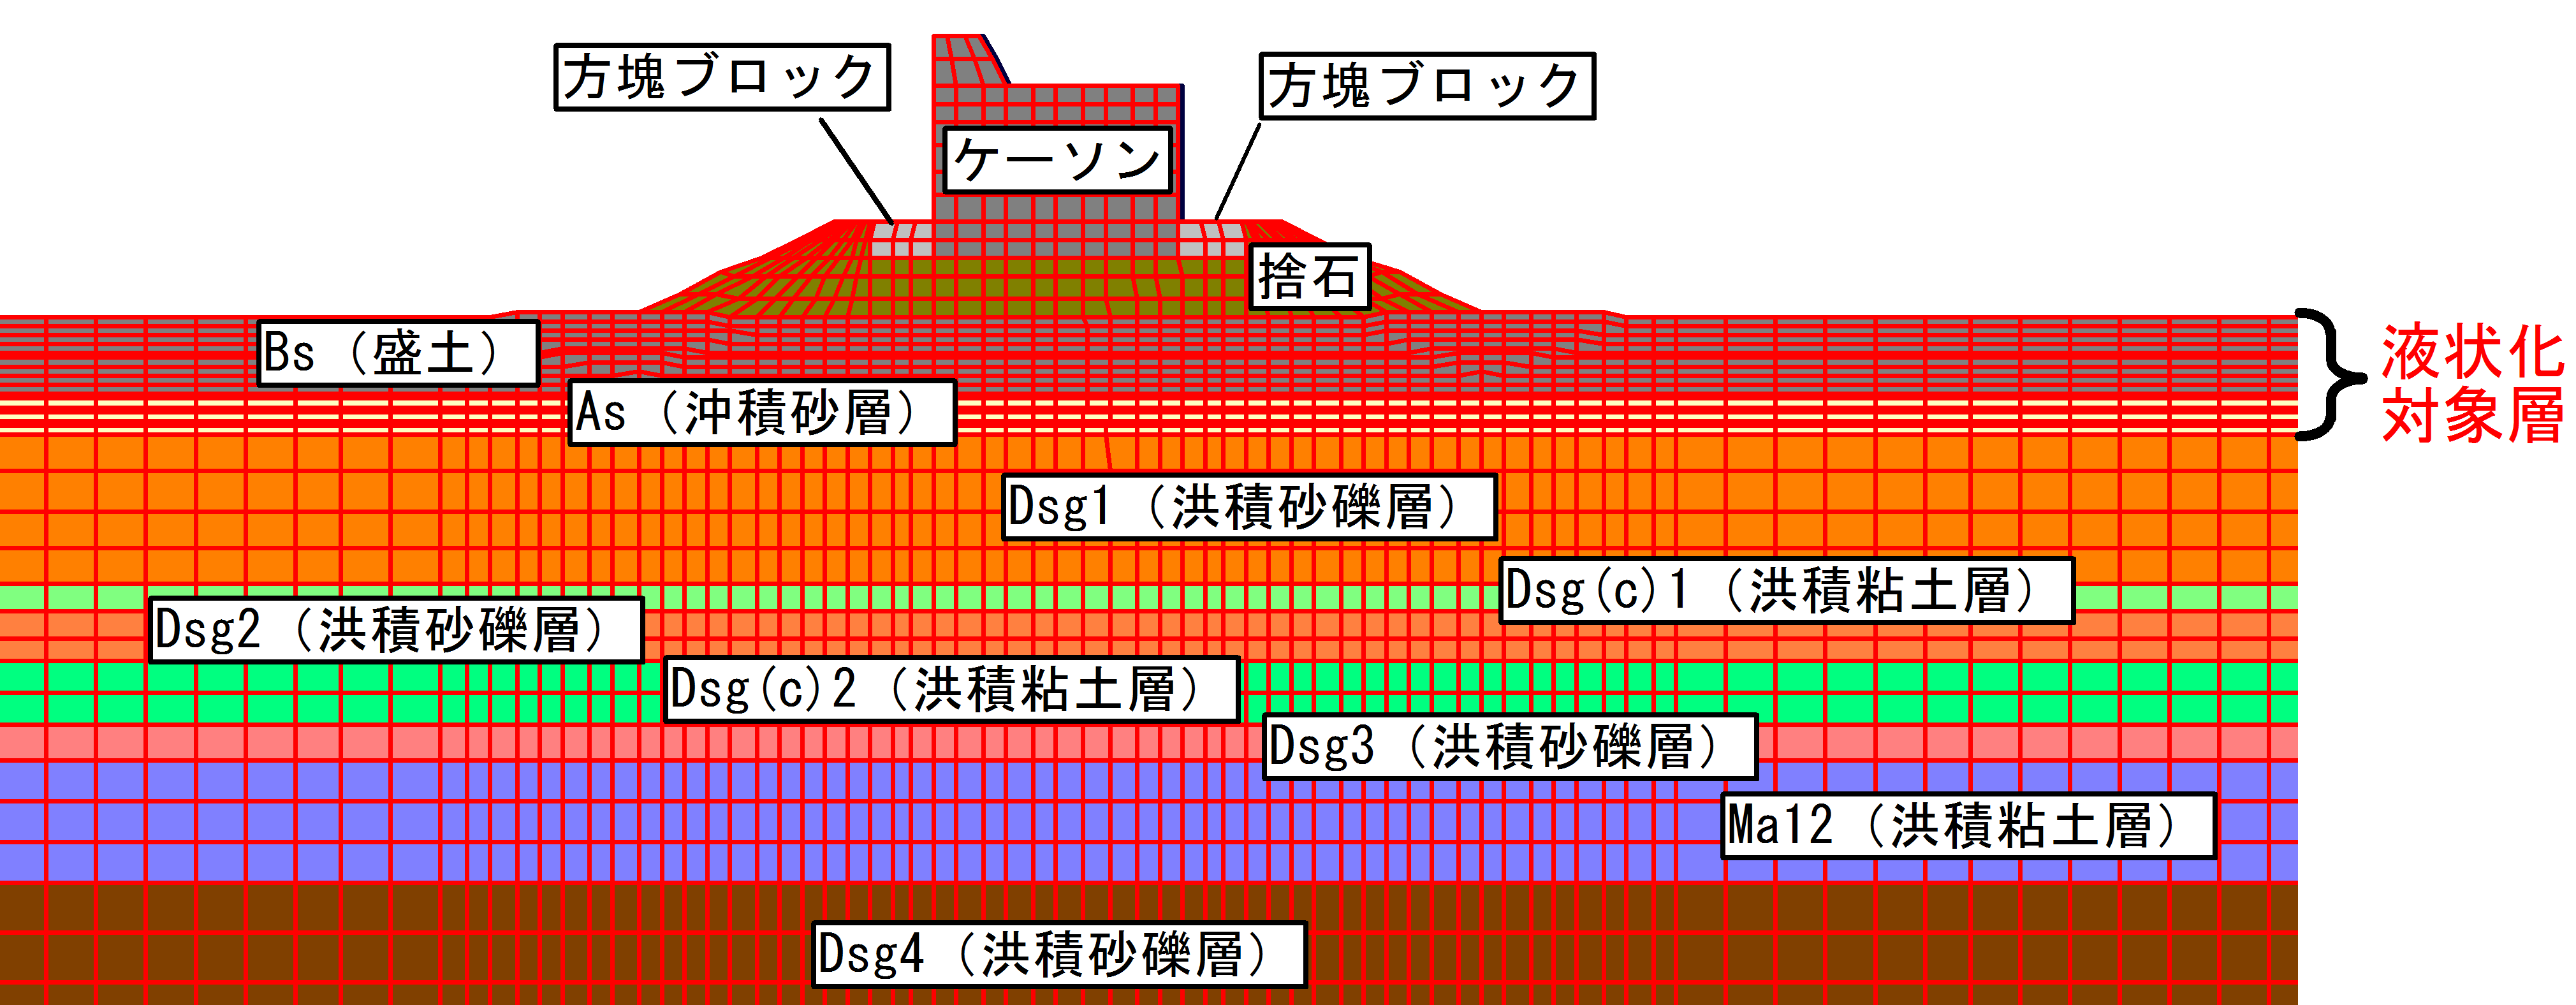 方塊ブロック
方塊ブロック
ケーソン
捨石
Bs（盛土）
液状化
対象層
As（沖積砂層）
Dsg1（洪積砂礫層）
Dsg(c)1（洪積粘土層）
Dsg2（洪積砂礫層）
Dsg(c)2（洪積粘土層）
Dsg3（洪積砂礫層）
Ma12（洪積粘土層）
Dsg4（洪積砂礫層）